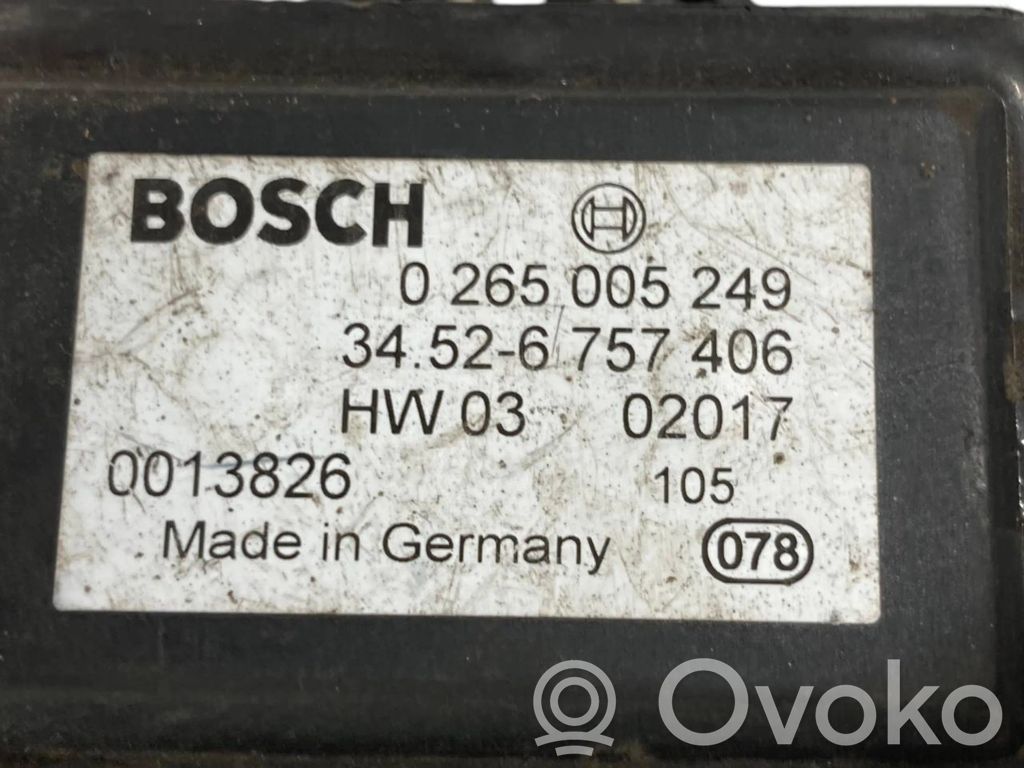 BOSCH
0 265 005 249
34.52-6 757 406
HW 03 02017
0013826 105
Made in Germany 078
Ovoko